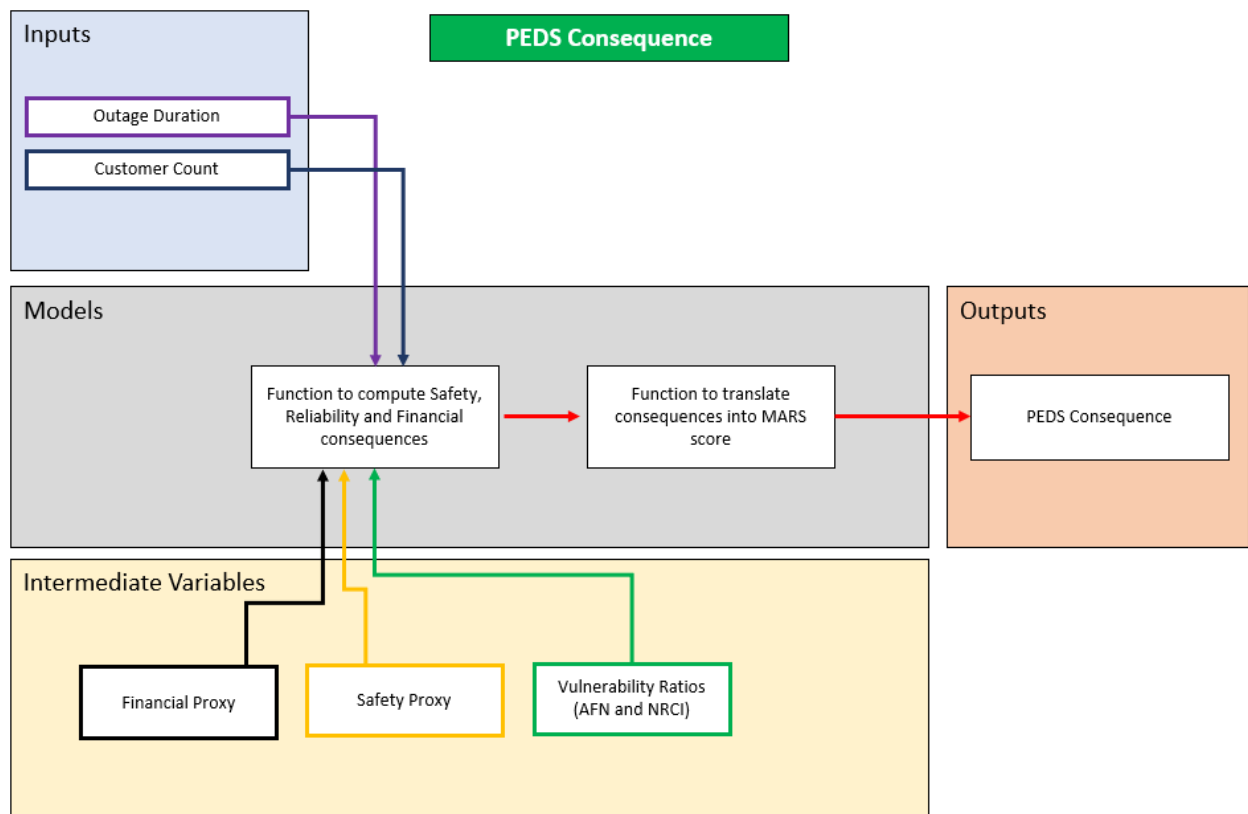 Inputs
PEDS Consequence
Outage Duration
Customer Count
Models
Function to compute Safety,
Reliability and Financial
consequences
Function to translate
consequences into MARS
score
Outputs
PEDS Consequence
Intermediate Variables
Financial Proxy
Safety Proxy
Vulnerability Ratios
(AFN and NRCI)